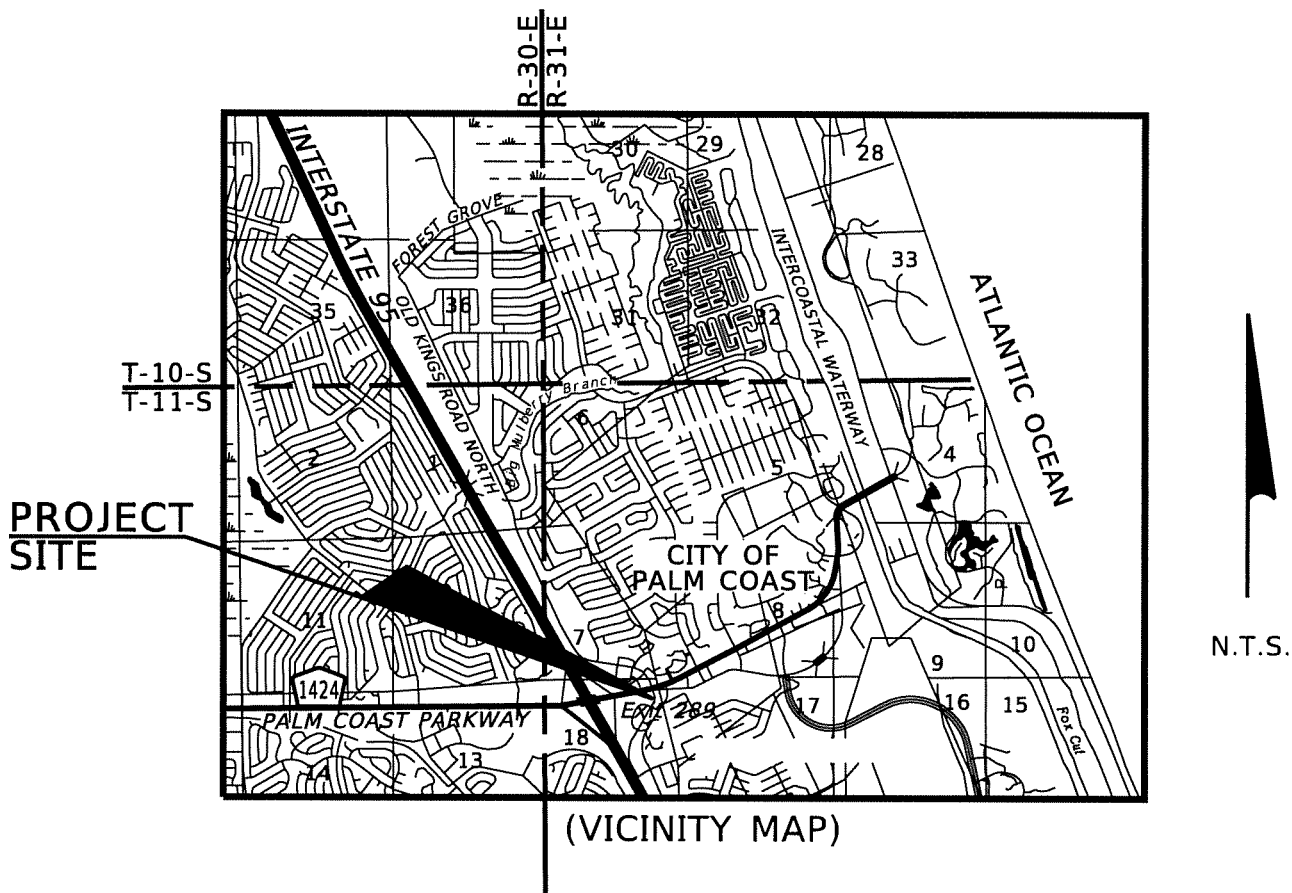 R-30-E
R-31-E
30
29
28
INTERSTATE 95
FOREST GROVE
INTERCOASTAL WATERWAY
33
ATLANTIC OCEAN
35
OLD KINGS ROAD NORTH
36
31
32
T-10-S
T-11-S
Big Mulberry Branch
6
2
1
5
4
PROJECT
SITE
CITY OF
PALM COAST
11
7
8
9
10
N.T.S.
1424
PALM COAST PARKWAY
Exit 289
17
16
15
Fox Cut
18
13
14
(VICINITY MAP)